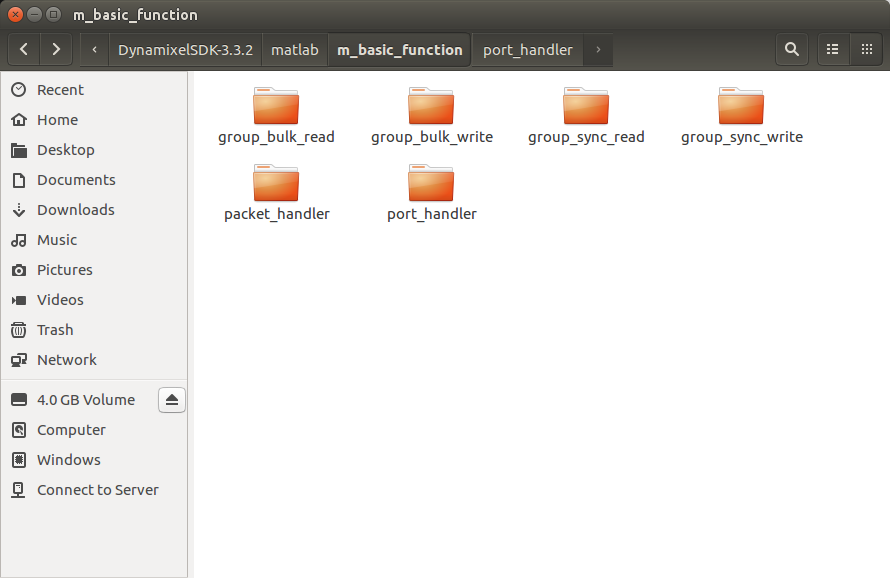 m_basic_function
DynamixelSDK-3.3.2 matlab m_basic_function port_handler
Recent
Home
Desktop
Documents
Downloads
Music
Pictures
Videos
Trash
Network
4.0 GB Volume
Computer
Windows
Connect to Server
group_bulk_read group_bulk_write group_sync_read group_sync_write
packet_handler port_handler